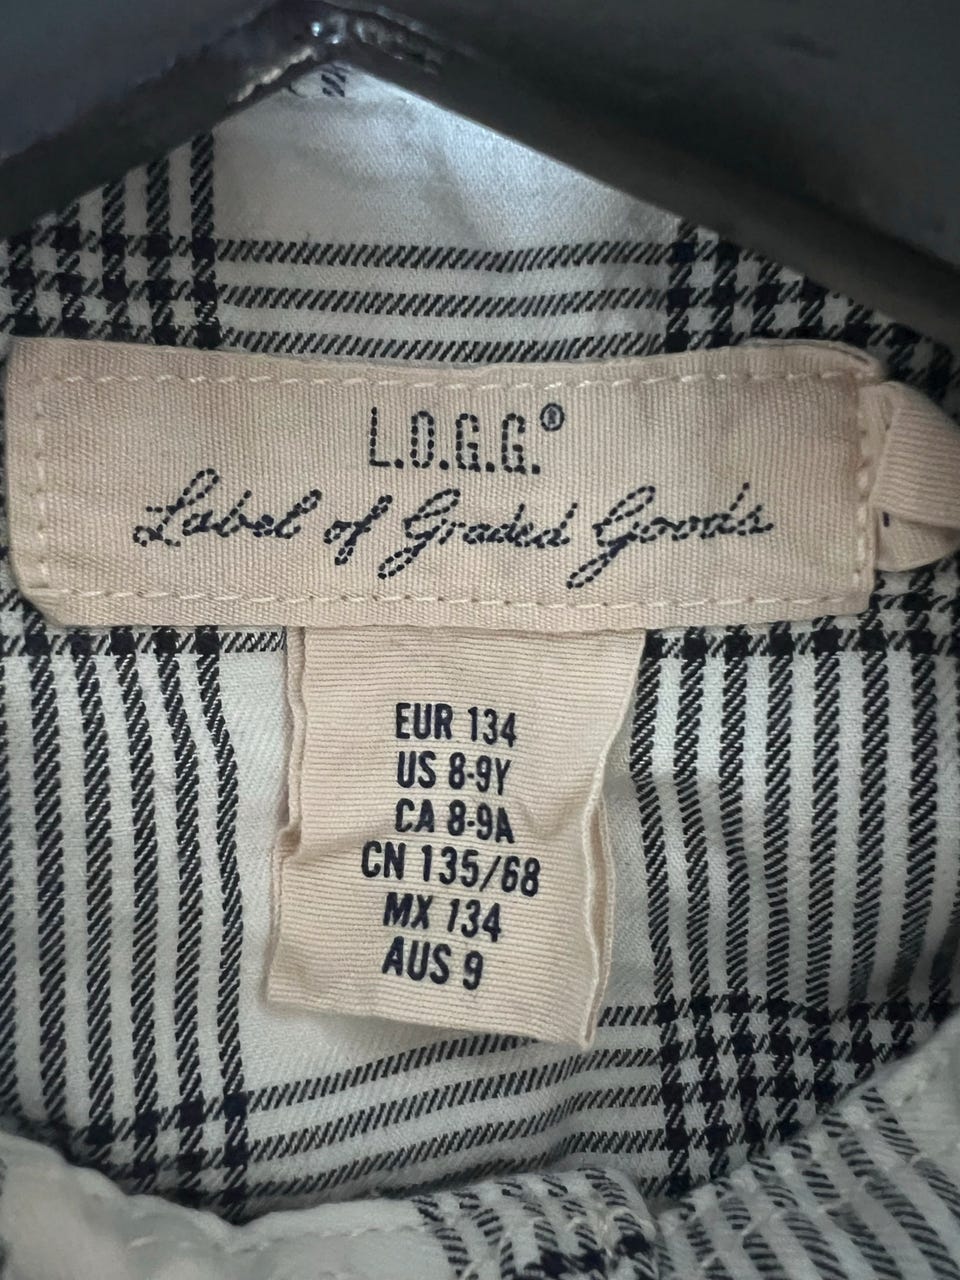 L.O.G.G.®
Label of Graded Goods
EUR 134
US 8-9Y
CA 8-9A
CN 135/68
MX 134
AUS 9